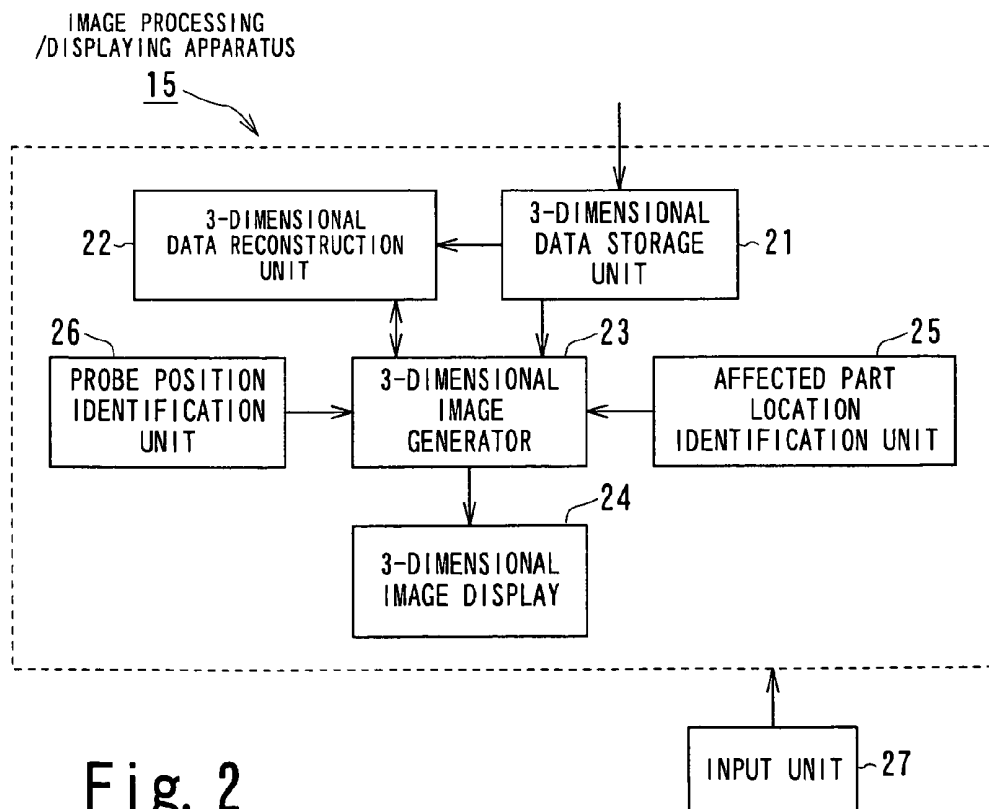 IMAGE PROCESSING
/DISPLAYING APPARATUS
15
3-DIMENSIONAL
DATA RECONSTRUCTION
UNIT
22
3-DIMENSIONAL
DATA STORAGE
UNIT
21
26
PROBE POSITION
IDENTIFICATION
UNIT
23
3-DIMENSIONAL
IMAGE
GENERATOR
25
AFFECTED PART
LOCATION
IDENTIFICATION UNIT
24
3-DIMENSIONAL
IMAGE DISPLAY
INPUT UNIT
27
Fig. 2